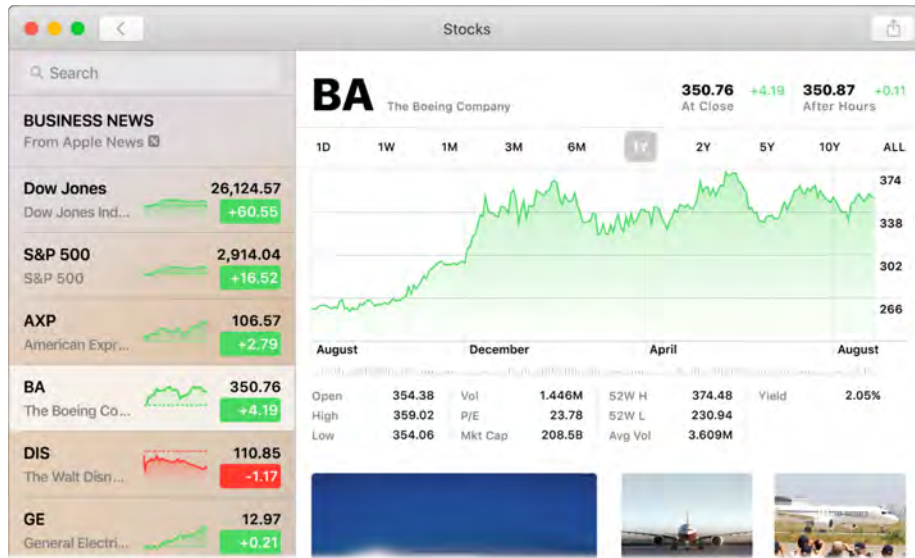 Stocks
Search
BUSINESS NEWS
From Apple News
Dow Jones 26,124.57
Dow Jones Ind... +60.55
S&P 500 2,914.04
S&P 500 +16.52
AXP 106.57
American Expr... +2.79
BA 350.76
The Boeing Co... +4.19
DIS 110.85
The Walt Disn... -1.17
GE 12.97
General Electri... +0.21
BA The Boeing Company
350.76 +4.19 350.87 +0.11
At Close After Hours
1D 1W 1M 3M 6M 1Y 2Y 5Y 10Y ALL
374
338
302
266
August December April August
Open 354.38 Vol 1.446M 52W H 374.48 Yield 2.05%
High 359.02 P/E 23.78 52W L 230.94
Low 354.06 Mkt Cap 208.5B Avg Vol 3.609M